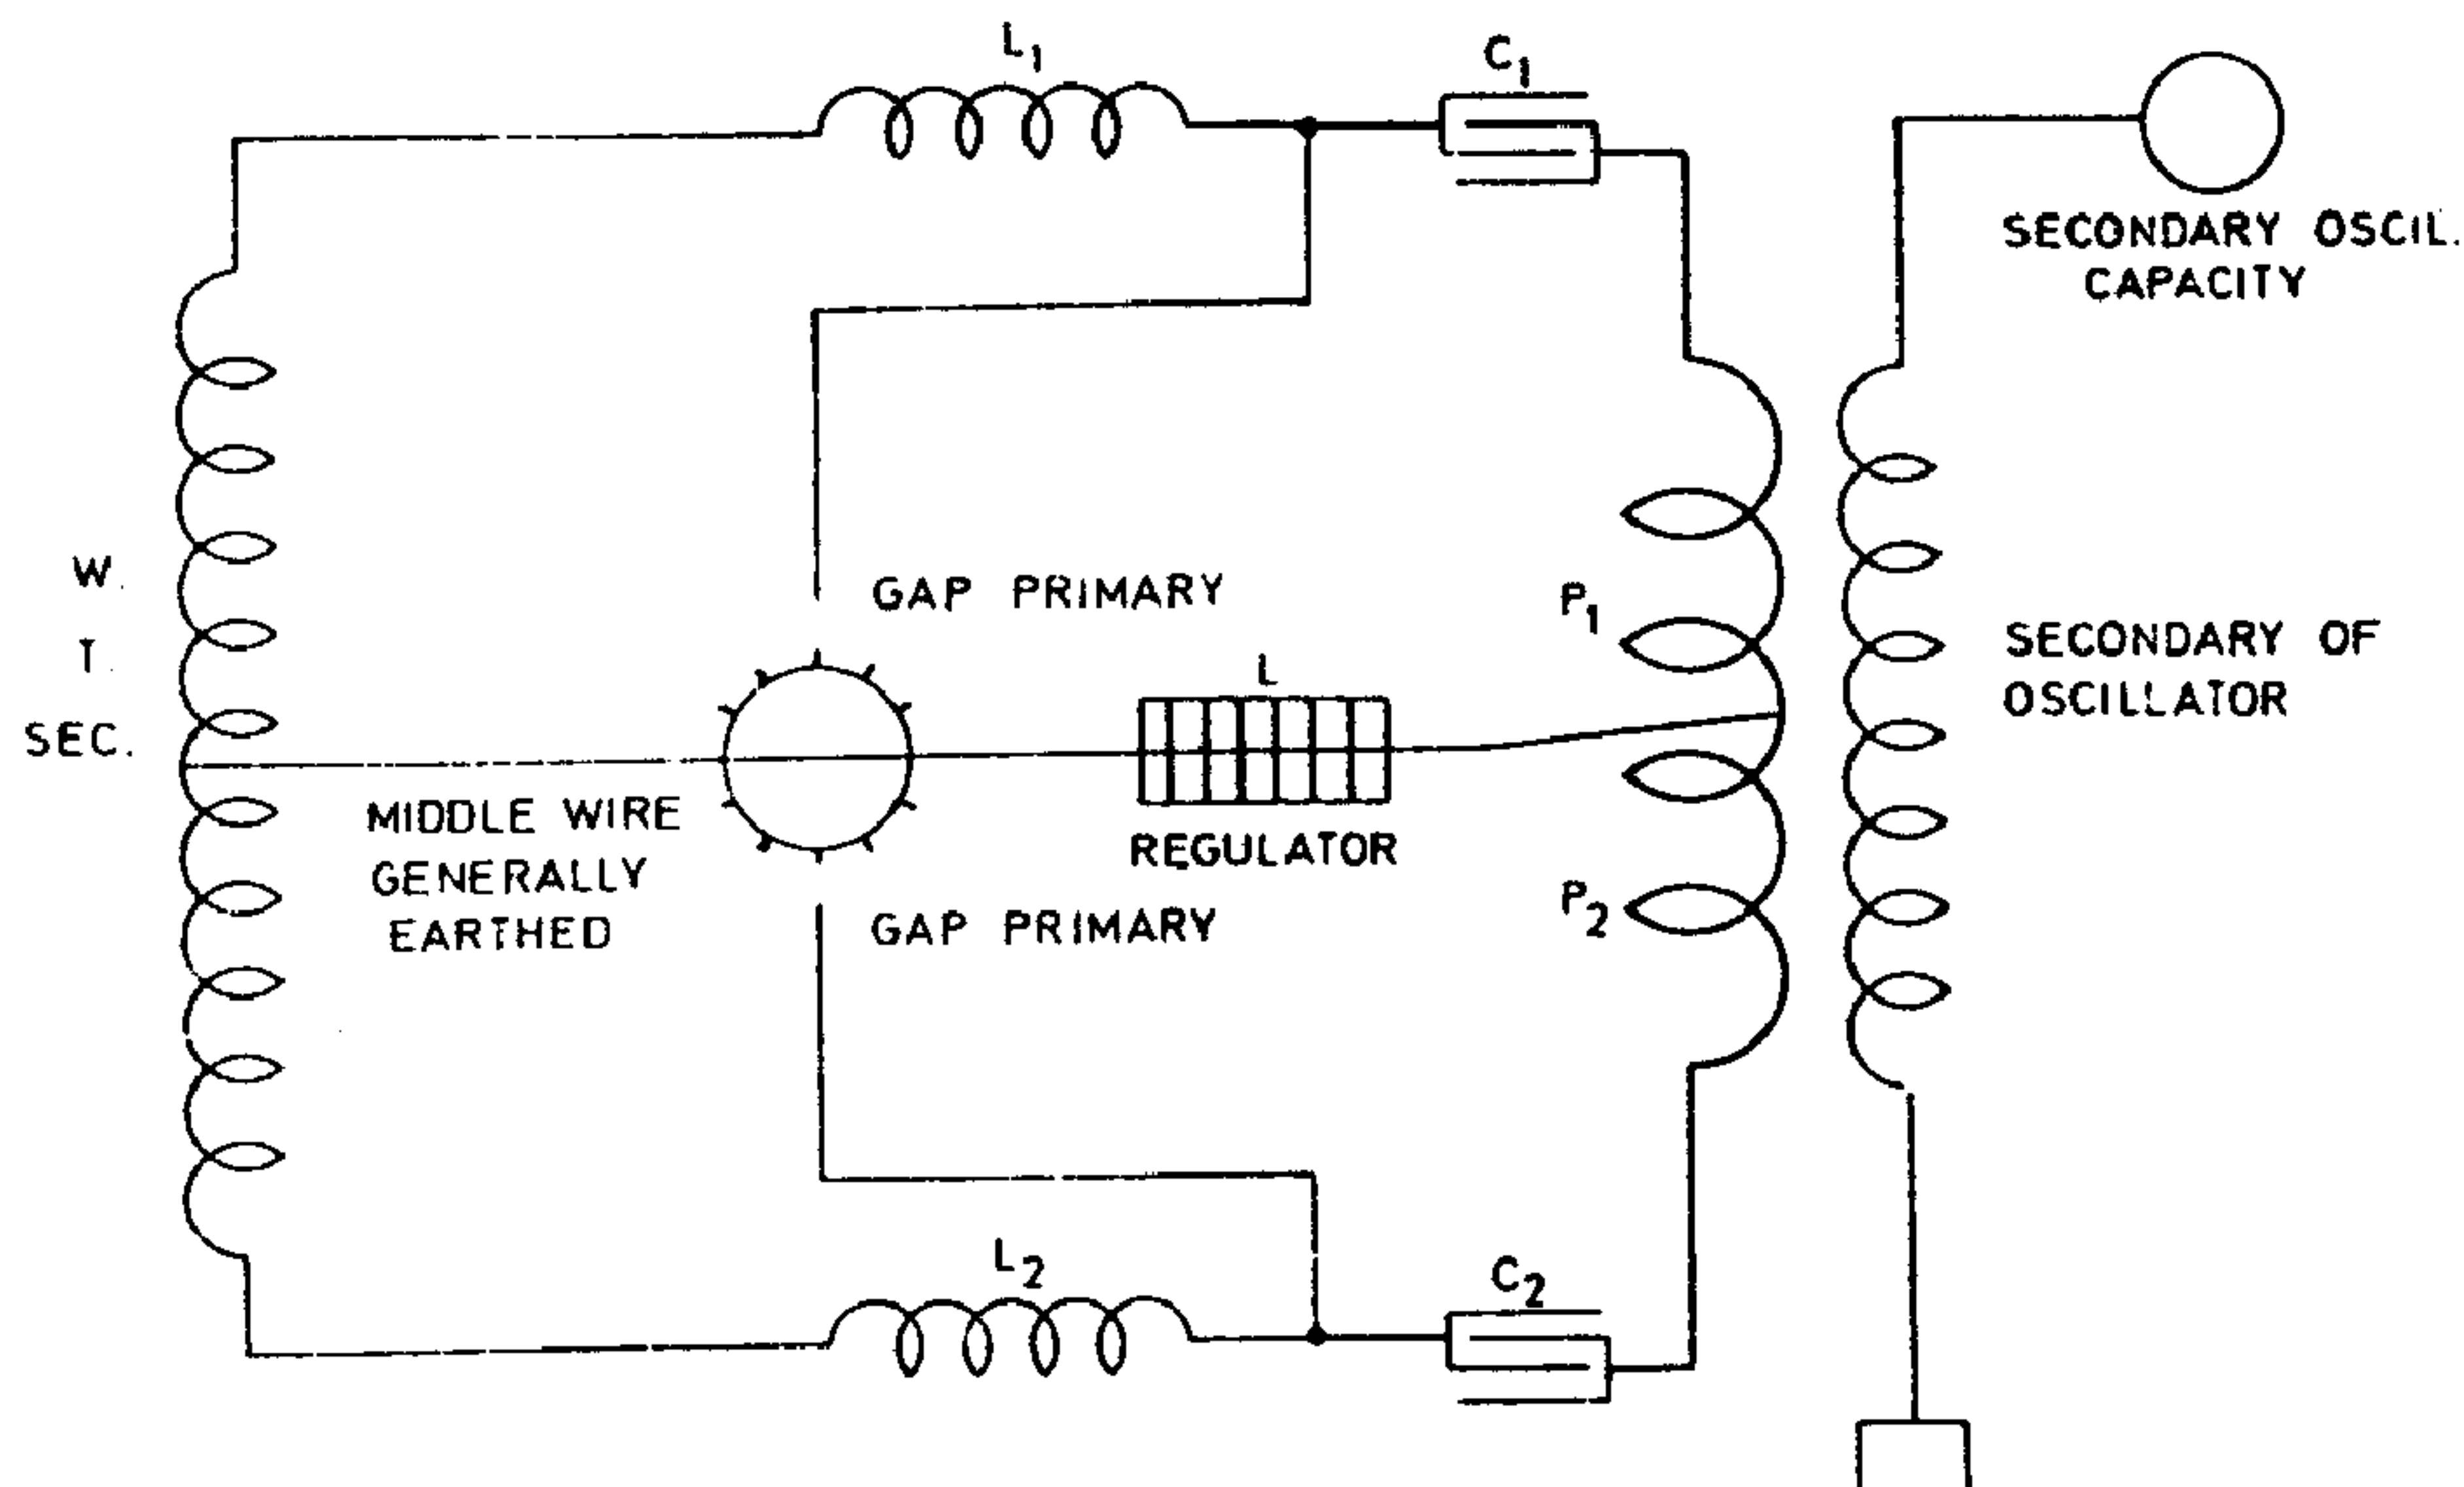 L1
C1
SECONDARY OSCIL.
CAPACITY
W.
T.
SEC.
GAP PRIMARY
P1
L
SECONDARY OF
OSCILLATOR
MIDDLE WIRE
GENERALLY
EARTHED
REGULATOR
GAP PRIMARY
P2
L2
C2